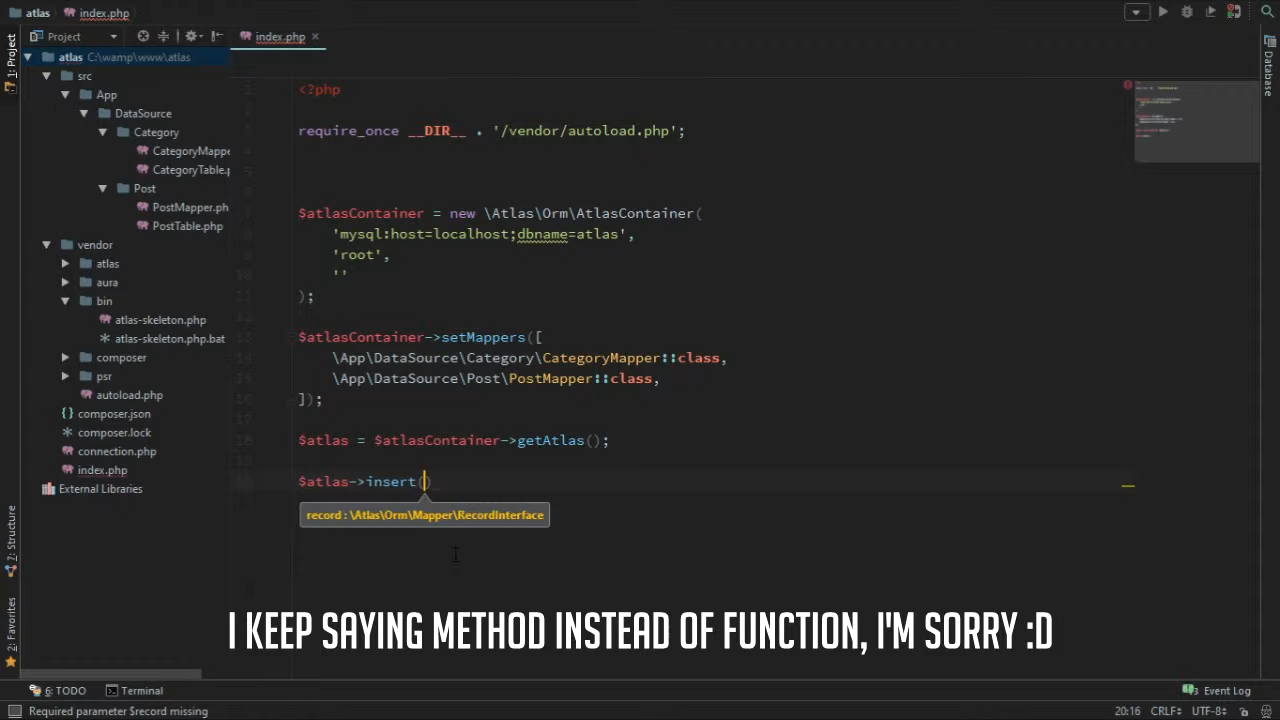 atlas index.php
Project
index.php
1: Project
Database
atlas C:\wamp\www\atlas
src
App
DataSource
Category
CategoryMappe
CategoryTable.p
Post
PostMapper.ph
PostTable.php
vendor
atlas
aura
bin
atlas-skeleton.php
atlas-skeleton.php.bat
composer
psr
autoload.php
composer.json
composer.lock
connection.php
index.php
External Libraries
7: Structure
2: Favorites
<?php
require_once __DIR__ . '/vendor/autoload.php';
$atlasContainer = new \Atlas\Orm\AtlasContainer(
'mysql:host=localhost;dbname=atlas',
'root',
''
);
$atlasContainer->setMappers([
\App\DataSource\Category\CategoryMapper::class,
\App\DataSource\Post\PostMapper::class,
]);
$atlas = $atlasContainer->getAtlas();
$atlas->insert()
record : \Atlas\Orm\Mapper\RecordInterface
I KEEP SAYING METHOD INSTEAD OF FUNCTION, I'M SORRY :D
6: TODO Terminal
Event Log
Required parameter $record missing
20:16 CRLF UTF-8